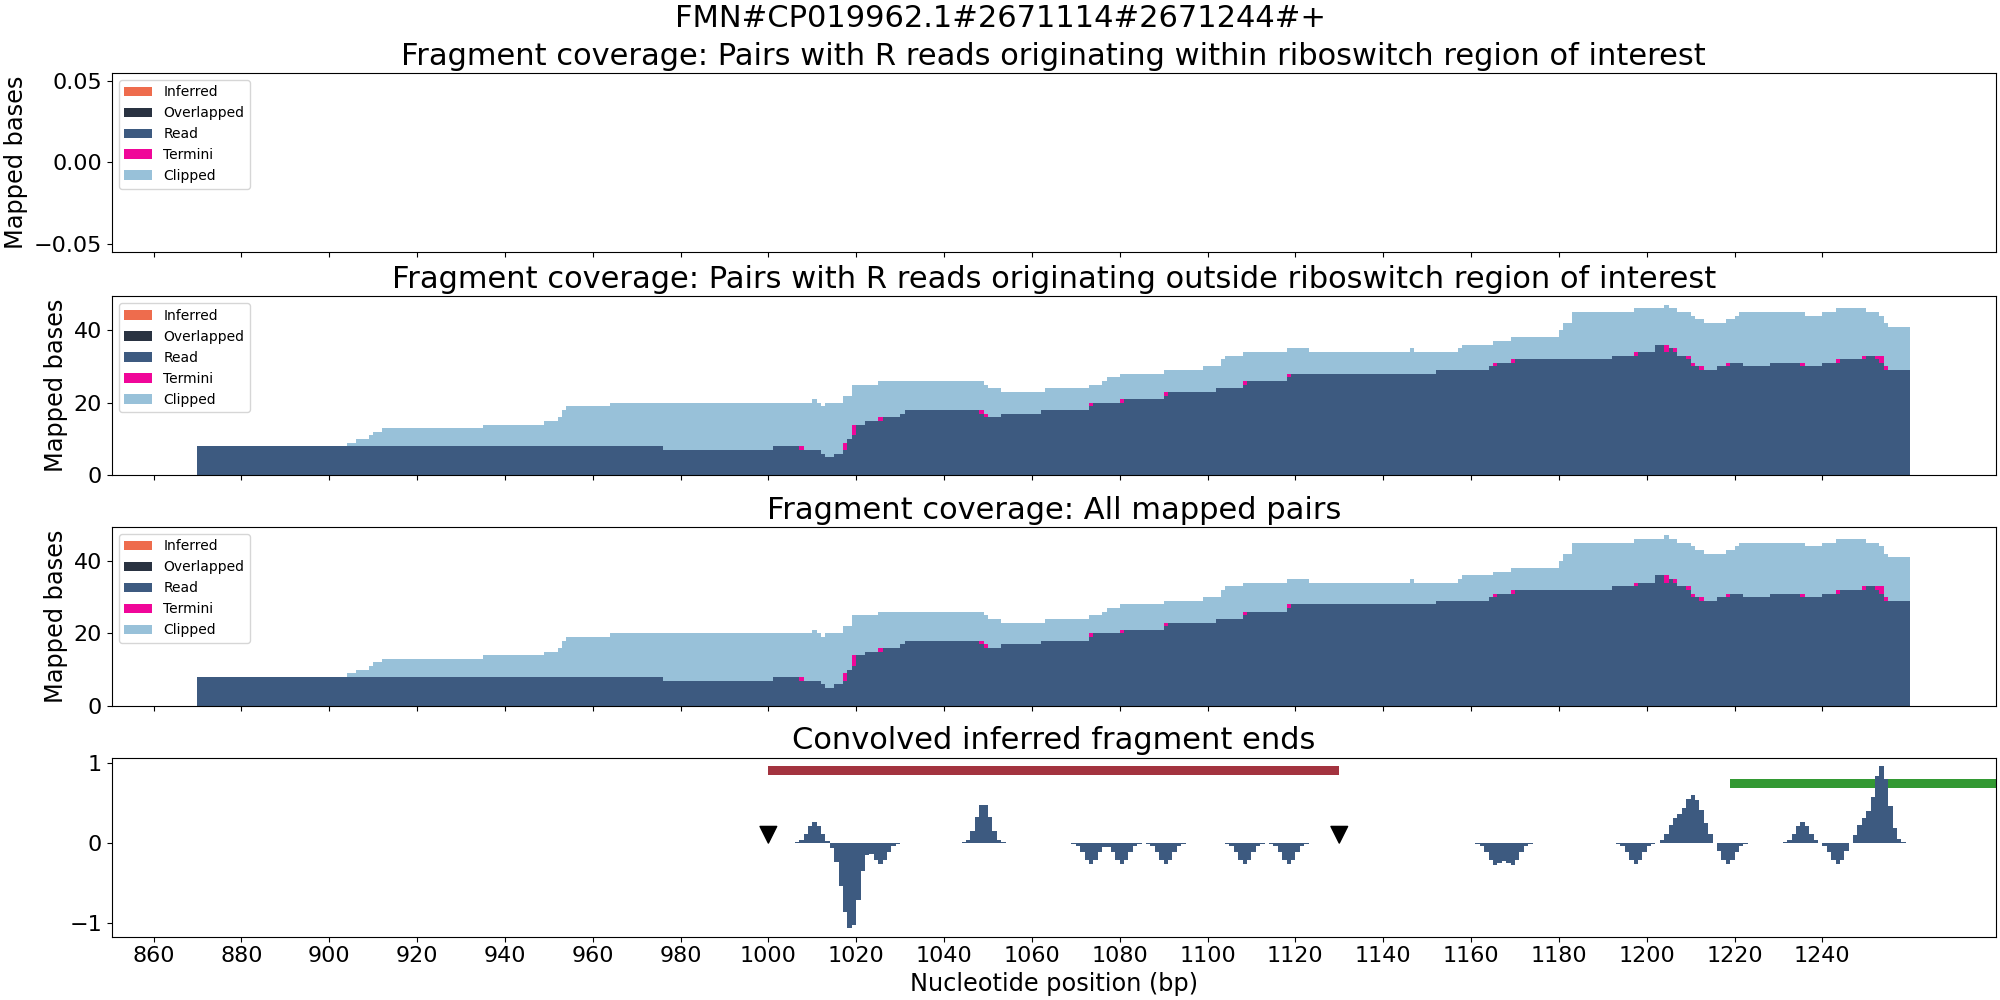 FMN#CP019962.1#2671114#2671244#+
Fragment coverage: Pairs with R reads originating within riboswitch region of interest
Mapped bases
0.05
0.00
−0.05
Inferred
Overlapped
Read
Termini
Clipped
Fragment coverage: Pairs with R reads originating outside riboswitch region of interest
Mapped bases
40
20
0
Inferred
Overlapped
Read
Termini
Clipped
Fragment coverage: All mapped pairs
Mapped bases
40
20
0
Inferred
Overlapped
Read
Termini
Clipped
Convolved inferred fragment ends
1
0
−1
860 880 900 920 940 960 980 1000 1020 1040 1060 1080 1100 1120 1140 1160 1180 1200 1220 1240
Nucleotide position (bp)